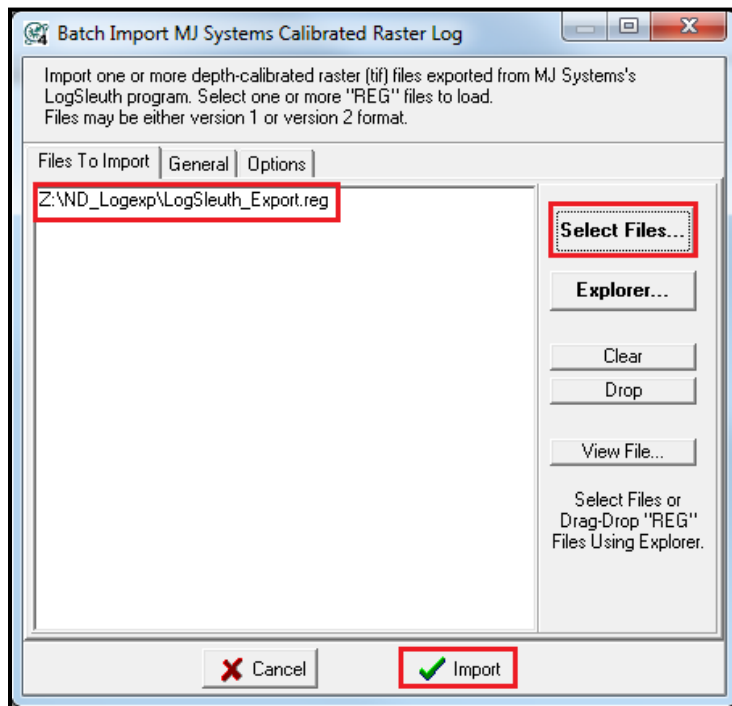 Batch Import MJ Systems Calibrated Raster Log
Import one or more depth-calibrated raster (tif) files exported from MJ Systems's
LogSleuth program. Select one or more "REG" files to load.
Files may be either version 1 or version 2 format.
Files To Import
General
Options
Z:\ND_Logexp\LogSleuth_Export.reg
Select Files...
Explorer...
Clear
Drop
View File...
Select Files or
Drag-Drop "REG"
Files Using Explorer.
Cancel
Import